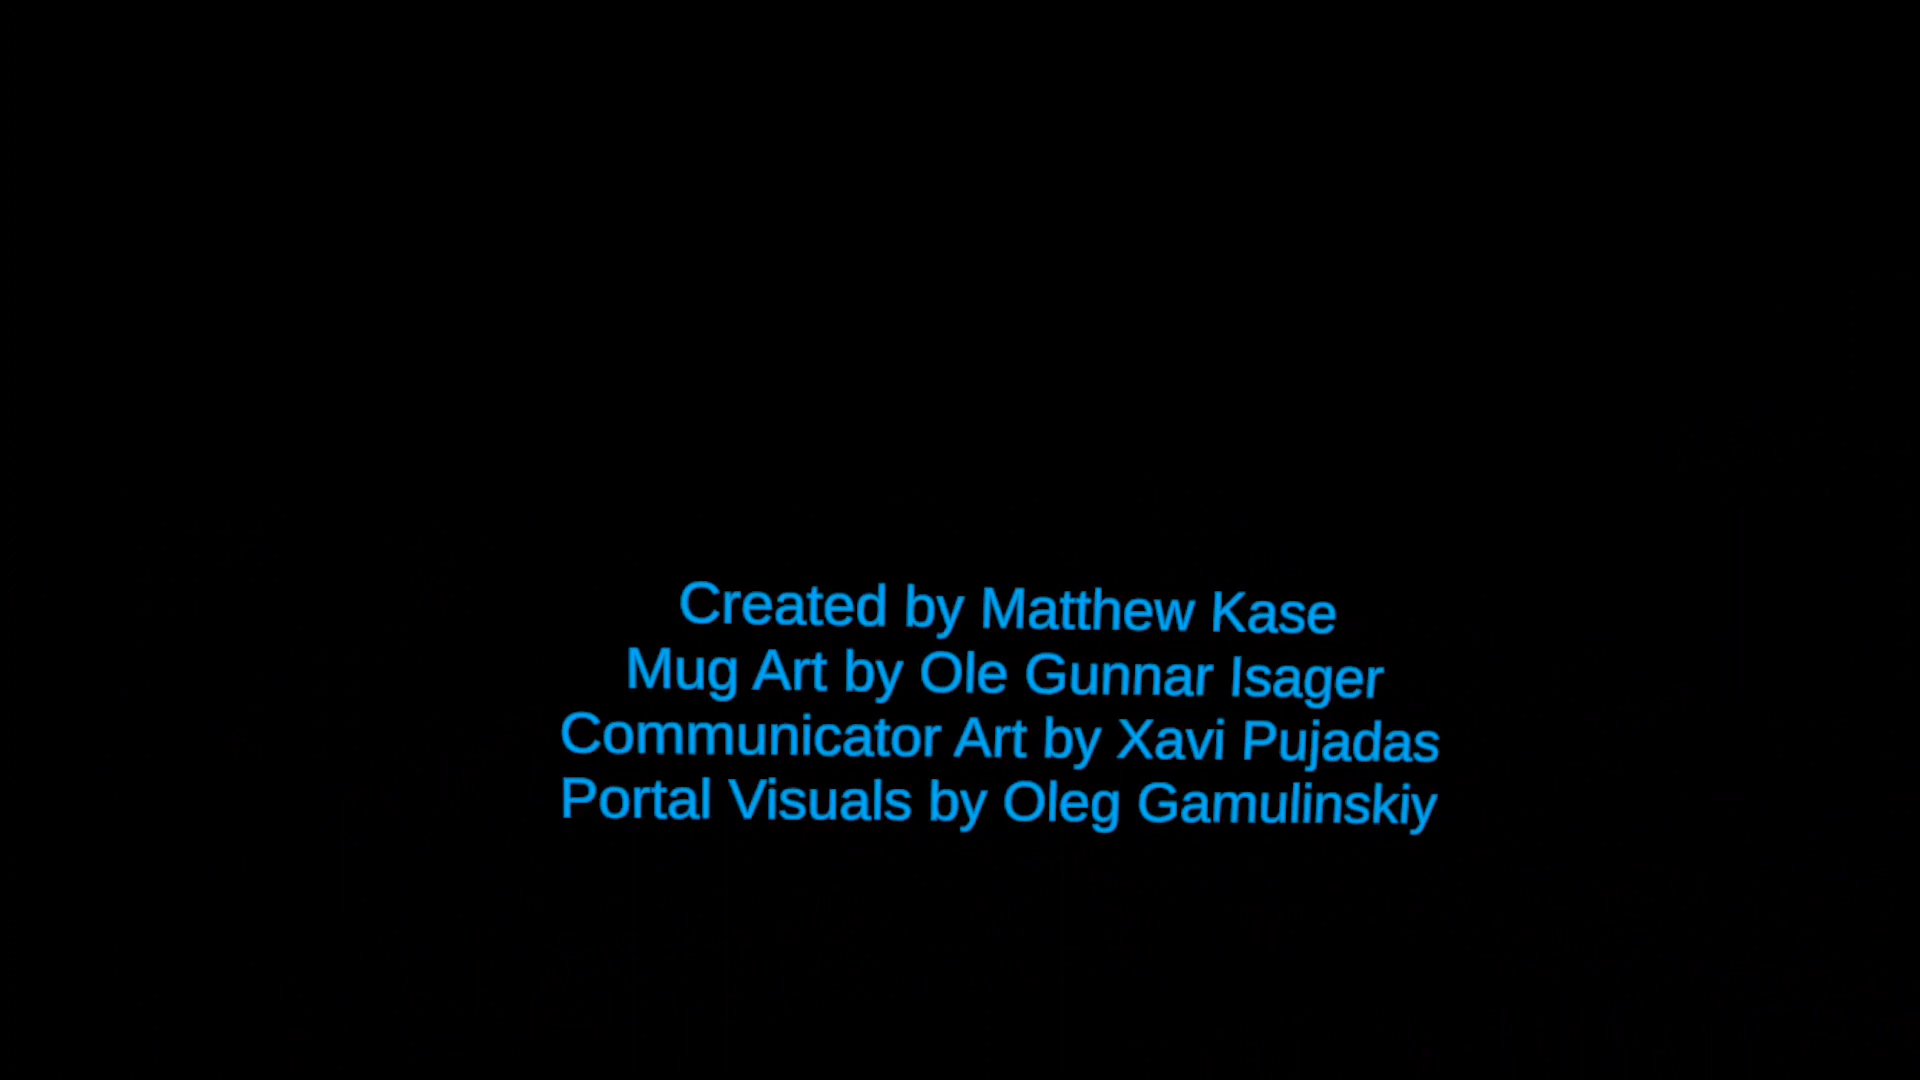 Created by Matthew Kase
Mug Art by Ole Gunnar Isager
Communicator Art by Xavi Pujadas
Portal Visuals by Oleg Gamulinskiy